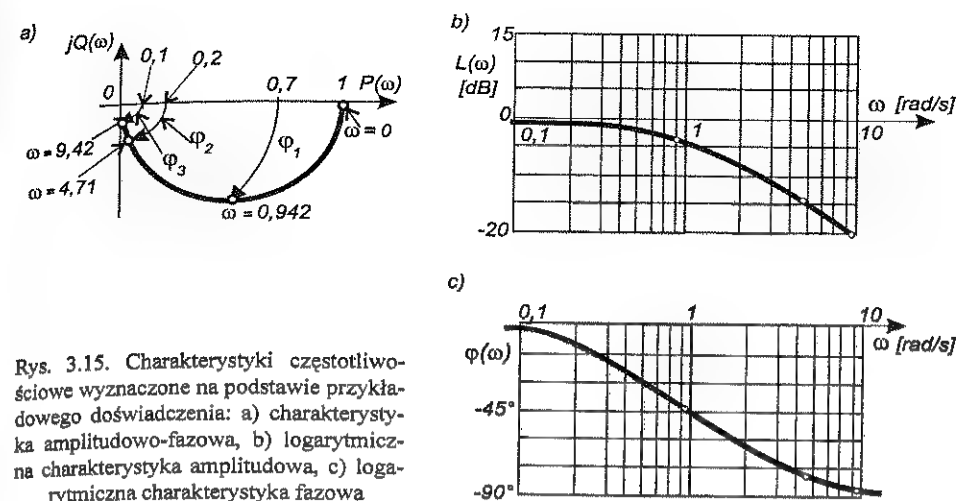 a)
jQ(ω)
0,1
0,2
0
0,7
1
P(ω)
ω=0
ω=9,42
φ₃
φ₂
φ₁
ω=4,71
ω=0,942
b)
15
L(ω)
[dB]
0
0,1
1
ω [rad/s]
10
-20
c)
0,1
1
10
ω [rad/s]
φ(ω)
-45°
-90°
Rys. 3.15. Charakterystyki częstotliwo-
ściowe wyznaczone na podstawie przykła-
dowego doświadczenia: a) charakterysty-
ka amplitudowo-fazowa, b) logarytmicz-
na charakterystyka amplitudowa, c) loga-
rytmiczna charakterystyka fazowa